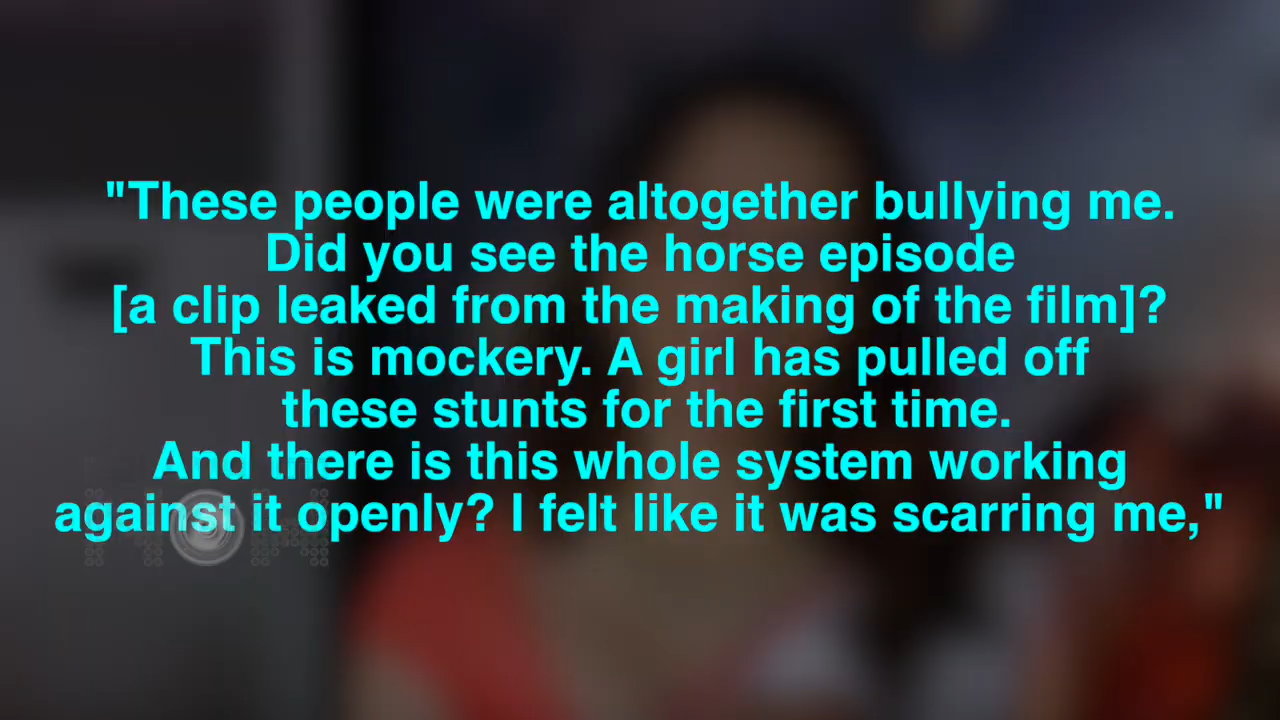 "These people were altogether bullying me.
Did you see the horse episode
[a clip leaked from the making of the film]?
This is mockery. A girl has pulled off
these stunts for the first time.
And there is this whole system working
against it openly? I felt like it was scarring me,"